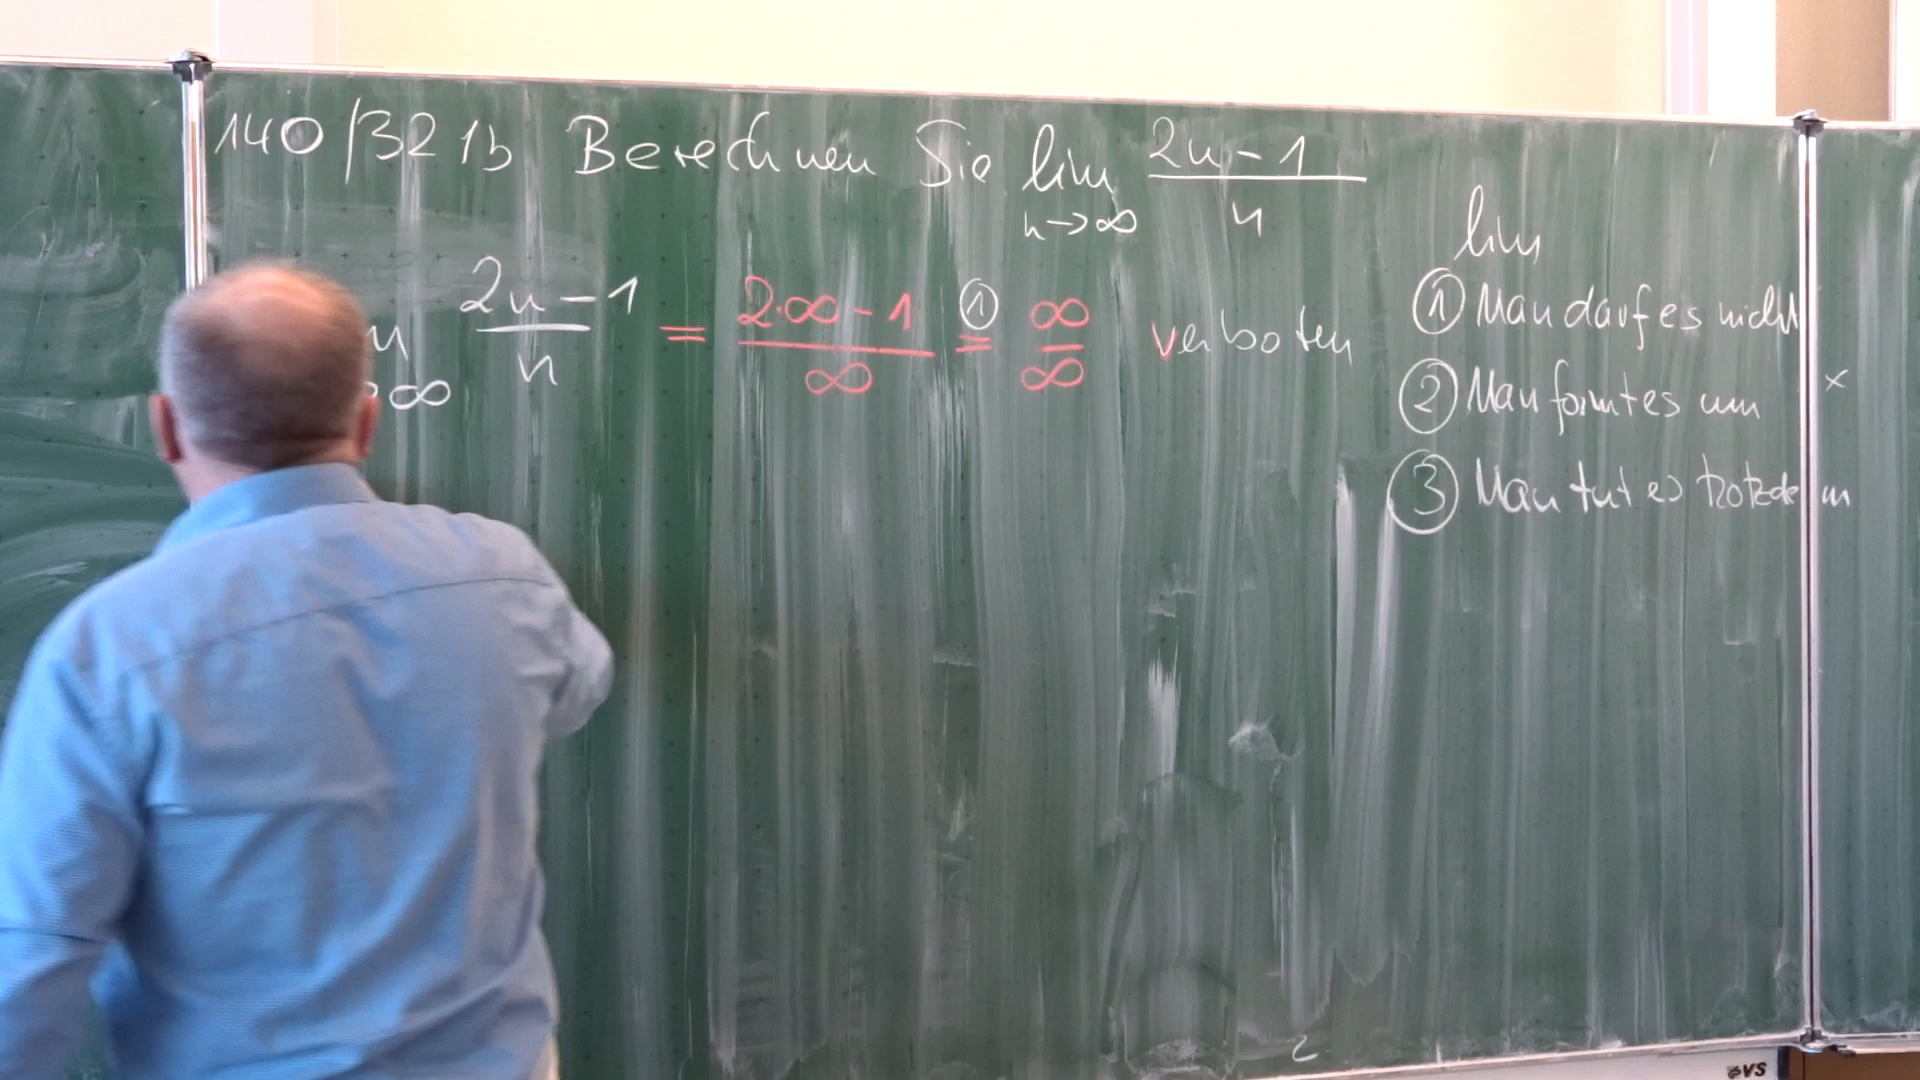 140/321b Berechnen Sie lim n→∞ (2n-1)/n
(2n-1)/n = (2·∞-1)/∞ ①= ∞/∞ verboten
∞
lim
① Man darf es nicht
② Man formt es um
×
③ Man tut es trotzdem
VS